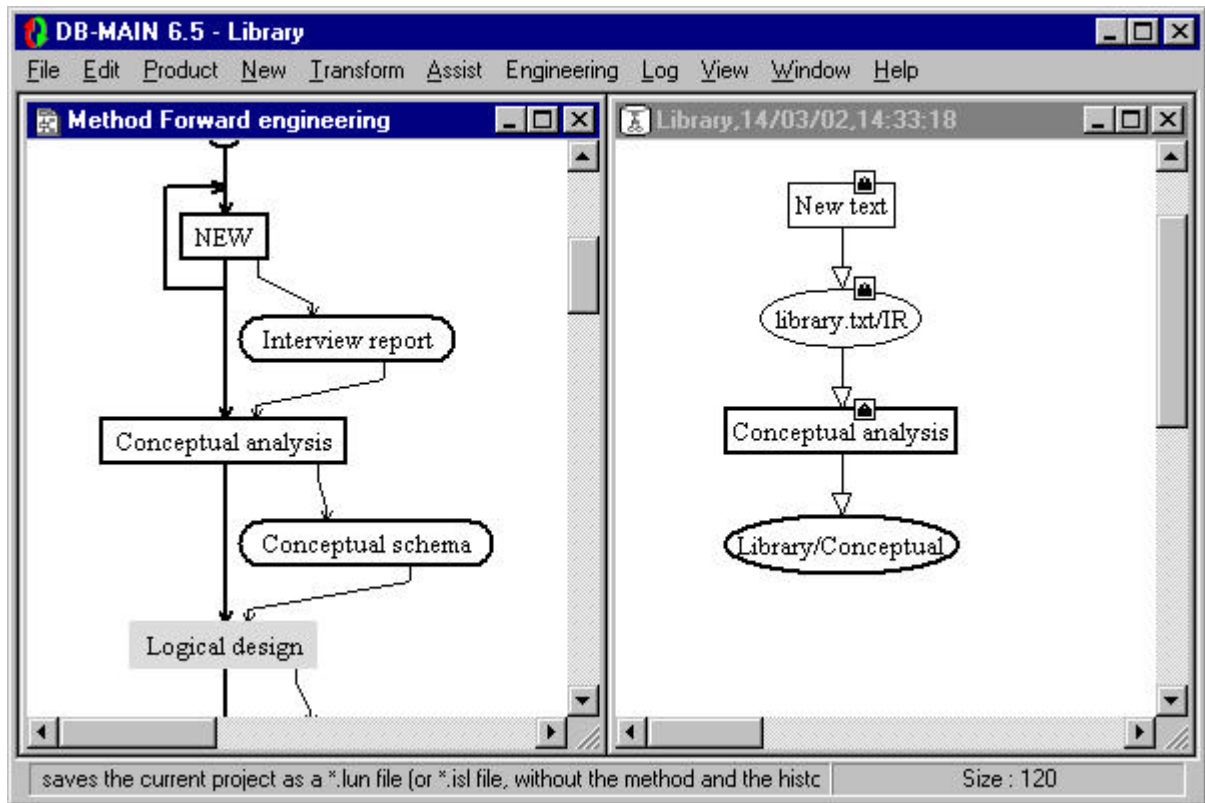 DB-MAIN 6.5 - Library
File Edit Product New Transform Assist Engineering Log View Window Help
Method Forward engineering
NEW
Interview report
Conceptual analysis
Conceptual schema
Logical design
Library,14/03/02,14:33:18
New text
library.txt/IR
Conceptual analysis
Library/Conceptual
saves the current project as a *.lun file (or *.isl file, without the method and the histo
Size : 120